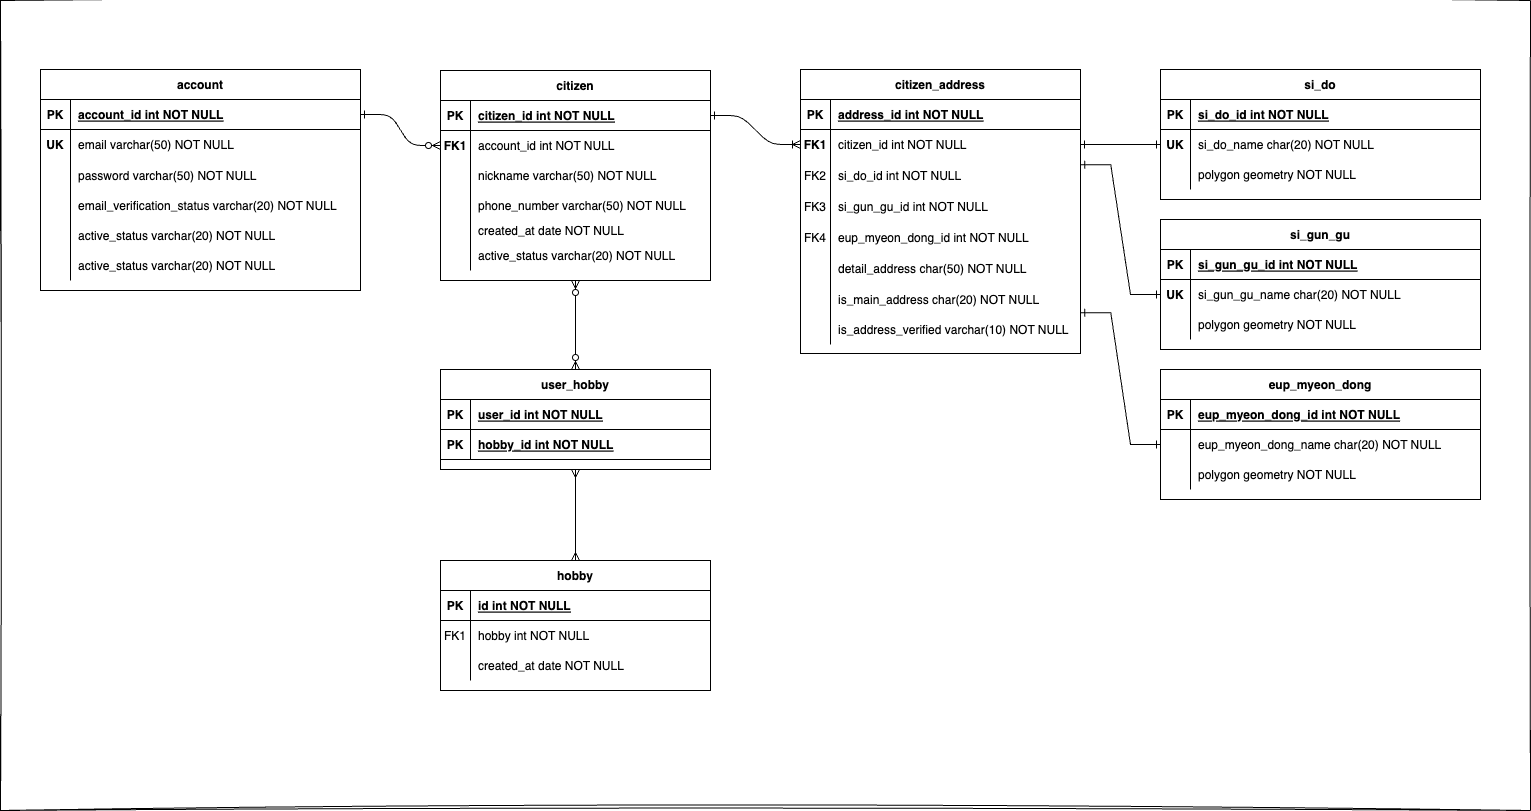 account
PK account_id int NOT NULL
UK email varchar(50) NOT NULL
password varchar(50) NOT NULL
email_verification_status varchar(20) NOT NULL
active_status varchar(20) NOT NULL
active_status varchar(20) NOT NULL
citizen
PK citizen_id int NOT NULL
FK1 account_id int NOT NULL
nickname varchar(50) NOT NULL
phone_number varchar(50) NOT NULL
created_at date NOT NULL
active_status varchar(20) NOT NULL
citizen_address
PK address_id int NOT NULL
FK1 citizen_id int NOT NULL
FK2 si_do_id int NOT NULL
FK3 si_gun_gu_id int NOT NULL
FK4 eup_myeon_dong_id int NOT NULL
detail_address char(50) NOT NULL
is_main_address char(20) NOT NULL
is_address_verified varchar(10) NOT NULL
si_do
PK si_do_id int NOT NULL
UK si_do_name char(20) NOT NULL
polygon geometry NOT NULL
si_gun_gu
PK si_gun_gu_id int NOT NULL
UK si_gun_gu_name char(20) NOT NULL
polygon geometry NOT NULL
eup_myeon_dong
PK eup_myeon_dong_id int NOT NULL
eup_myeon_dong_name char(20) NOT NULL
polygon geometry NOT NULL
user_hobby
PK user_id int NOT NULL
PK hobby_id int NOT NULL
hobby
PK id int NOT NULL
FK1 hobby int NOT NULL
created_at date NOT NULL